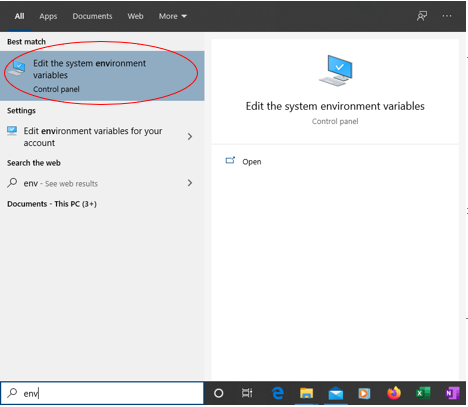 All Apps Documents Web More
Best match
Edit the system environment
variables
Control panel
Settings
Edit environment variables for your
account
Search the web
env - See web results
Documents - This PC (3+)
Edit the system environment variables
Control panel
Open
env